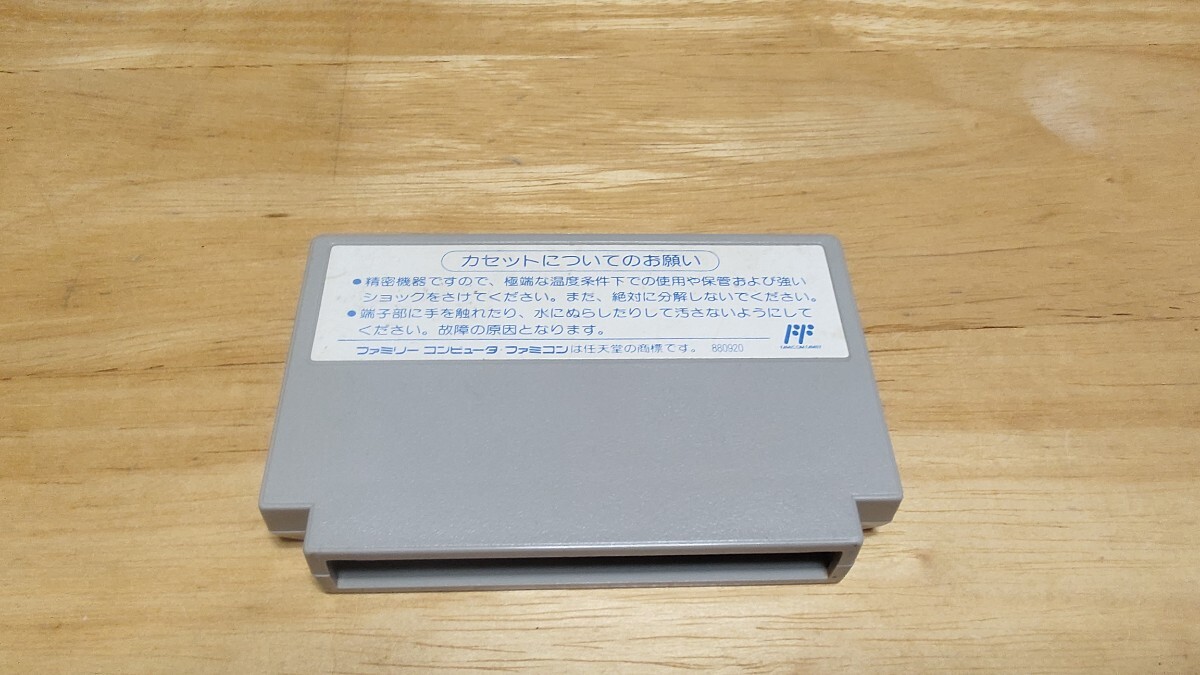 カセットについてのお願い
●精密機器ですので、極端な温度条件下での使用や保管および強い
ショックをさけてください。また、絶対に分解しないでください。
●端子部に手を触れたり、水にぬらしたりして汚さないようにして
ください。故障の原因となります。
ファミリー コンピュータ・ファミコンは任天堂の商標です。 880920
FF